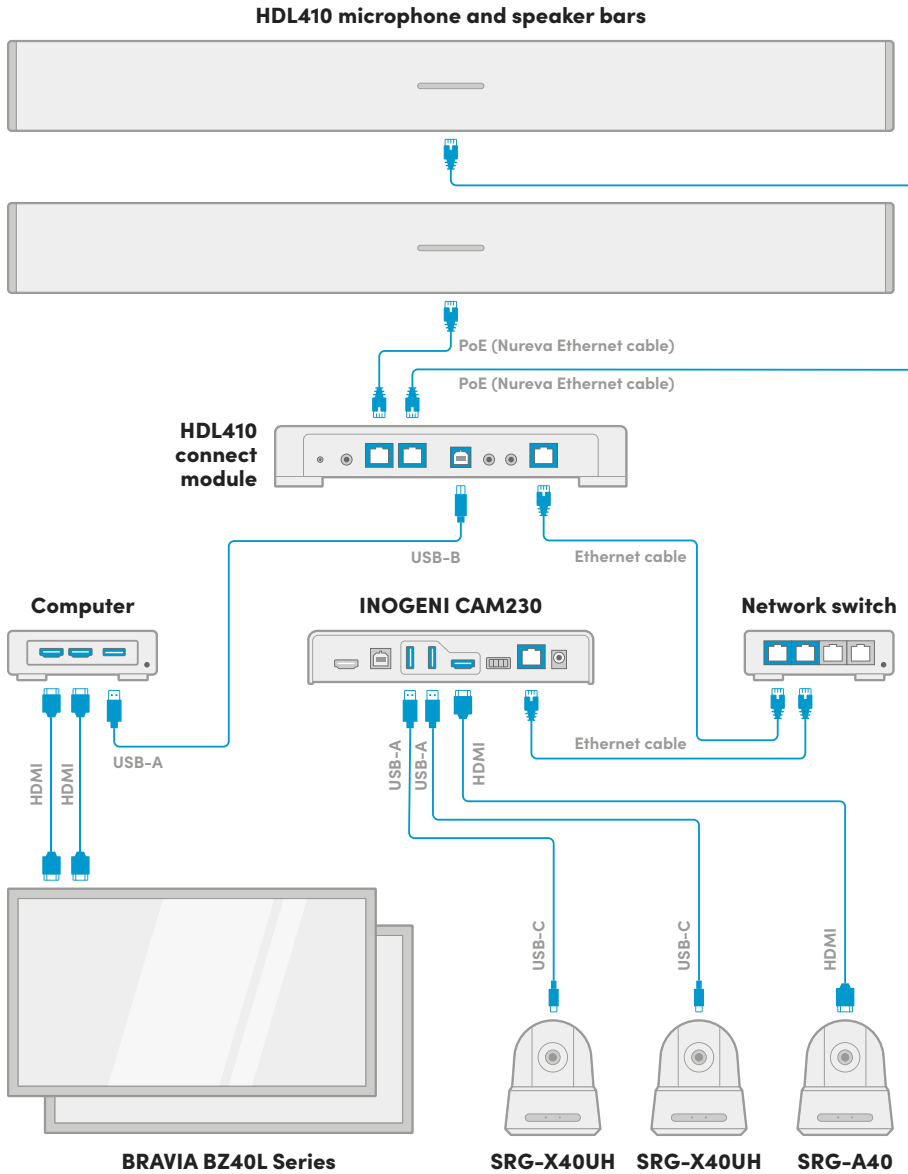 HDL410 microphone and speaker bars
PoE (Nureva Ethernet cable)
PoE (Nureva Ethernet cable)
HDL410
connect
module
USB-B
Ethernet cable
Computer
INOGENI CAM230
Network switch
USB-A
Ethernet cable
HDMI
HDMI
USB-A
USB-A
HDMI
USB-C
USB-C
HDMI
BRAVIA BZ40L Series
SRG-X40UH
SRG-X40UH
SRG-A40